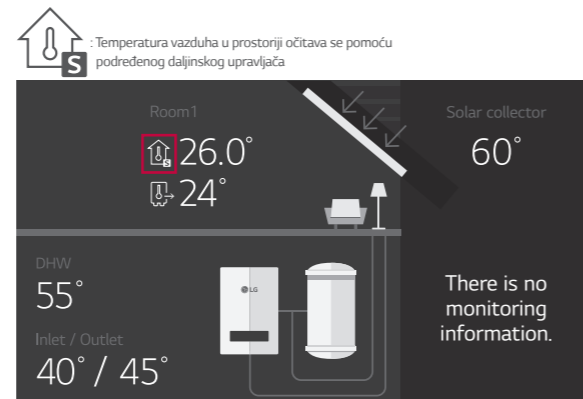 : Temperatura vazduha u prostoriji očitava se pomoću
podređenog daljinskog upravljača
S
Room1
S 26.0°
24°
Solar collector
60°
DHW
55°
Inlet / Outlet
40° / 45°
LG
There is no
monitoring
information.